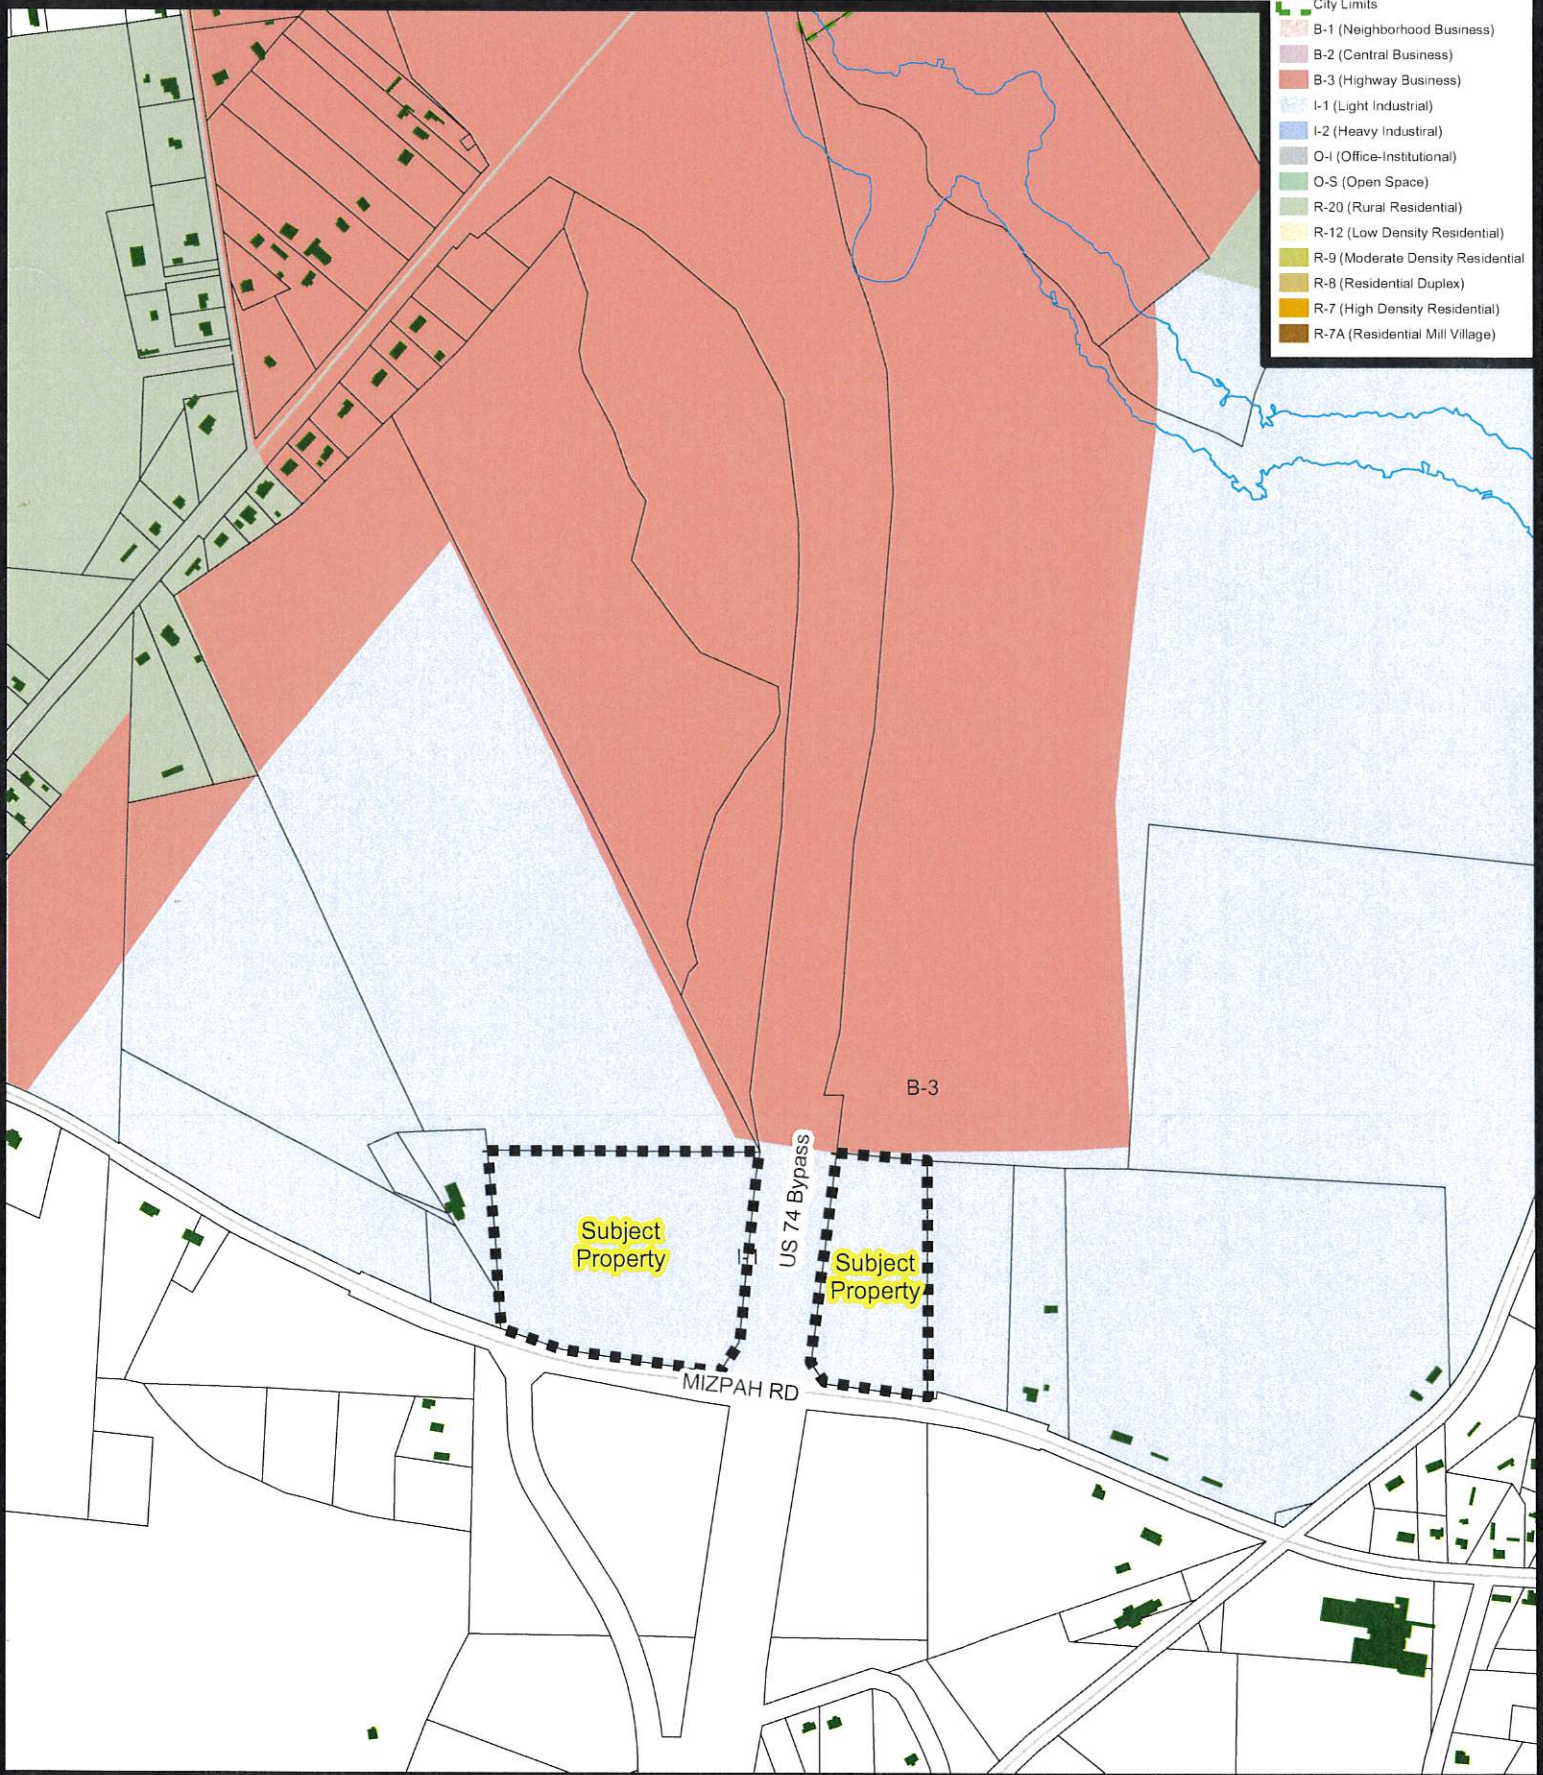 City Limits
B-1 (Neighborhood Business)
B-2 (Central Business)
B-3 (Highway Business)
I-1 (Light Industrial)
I-2 (Heavy Industiral)
O-I (Office-Institutional)
O-S (Open Space)
R-20 (Rural Residential)
R-12 (Low Density Residential)
R-9 (Moderate Density Residential
R-8 (Residential Duplex)
R-7 (High Density Residential)
R-7A (Residential Mill Village)
B-3
US 74 Bypass
Subject
Property
Subject
Property
MIZPAH RD